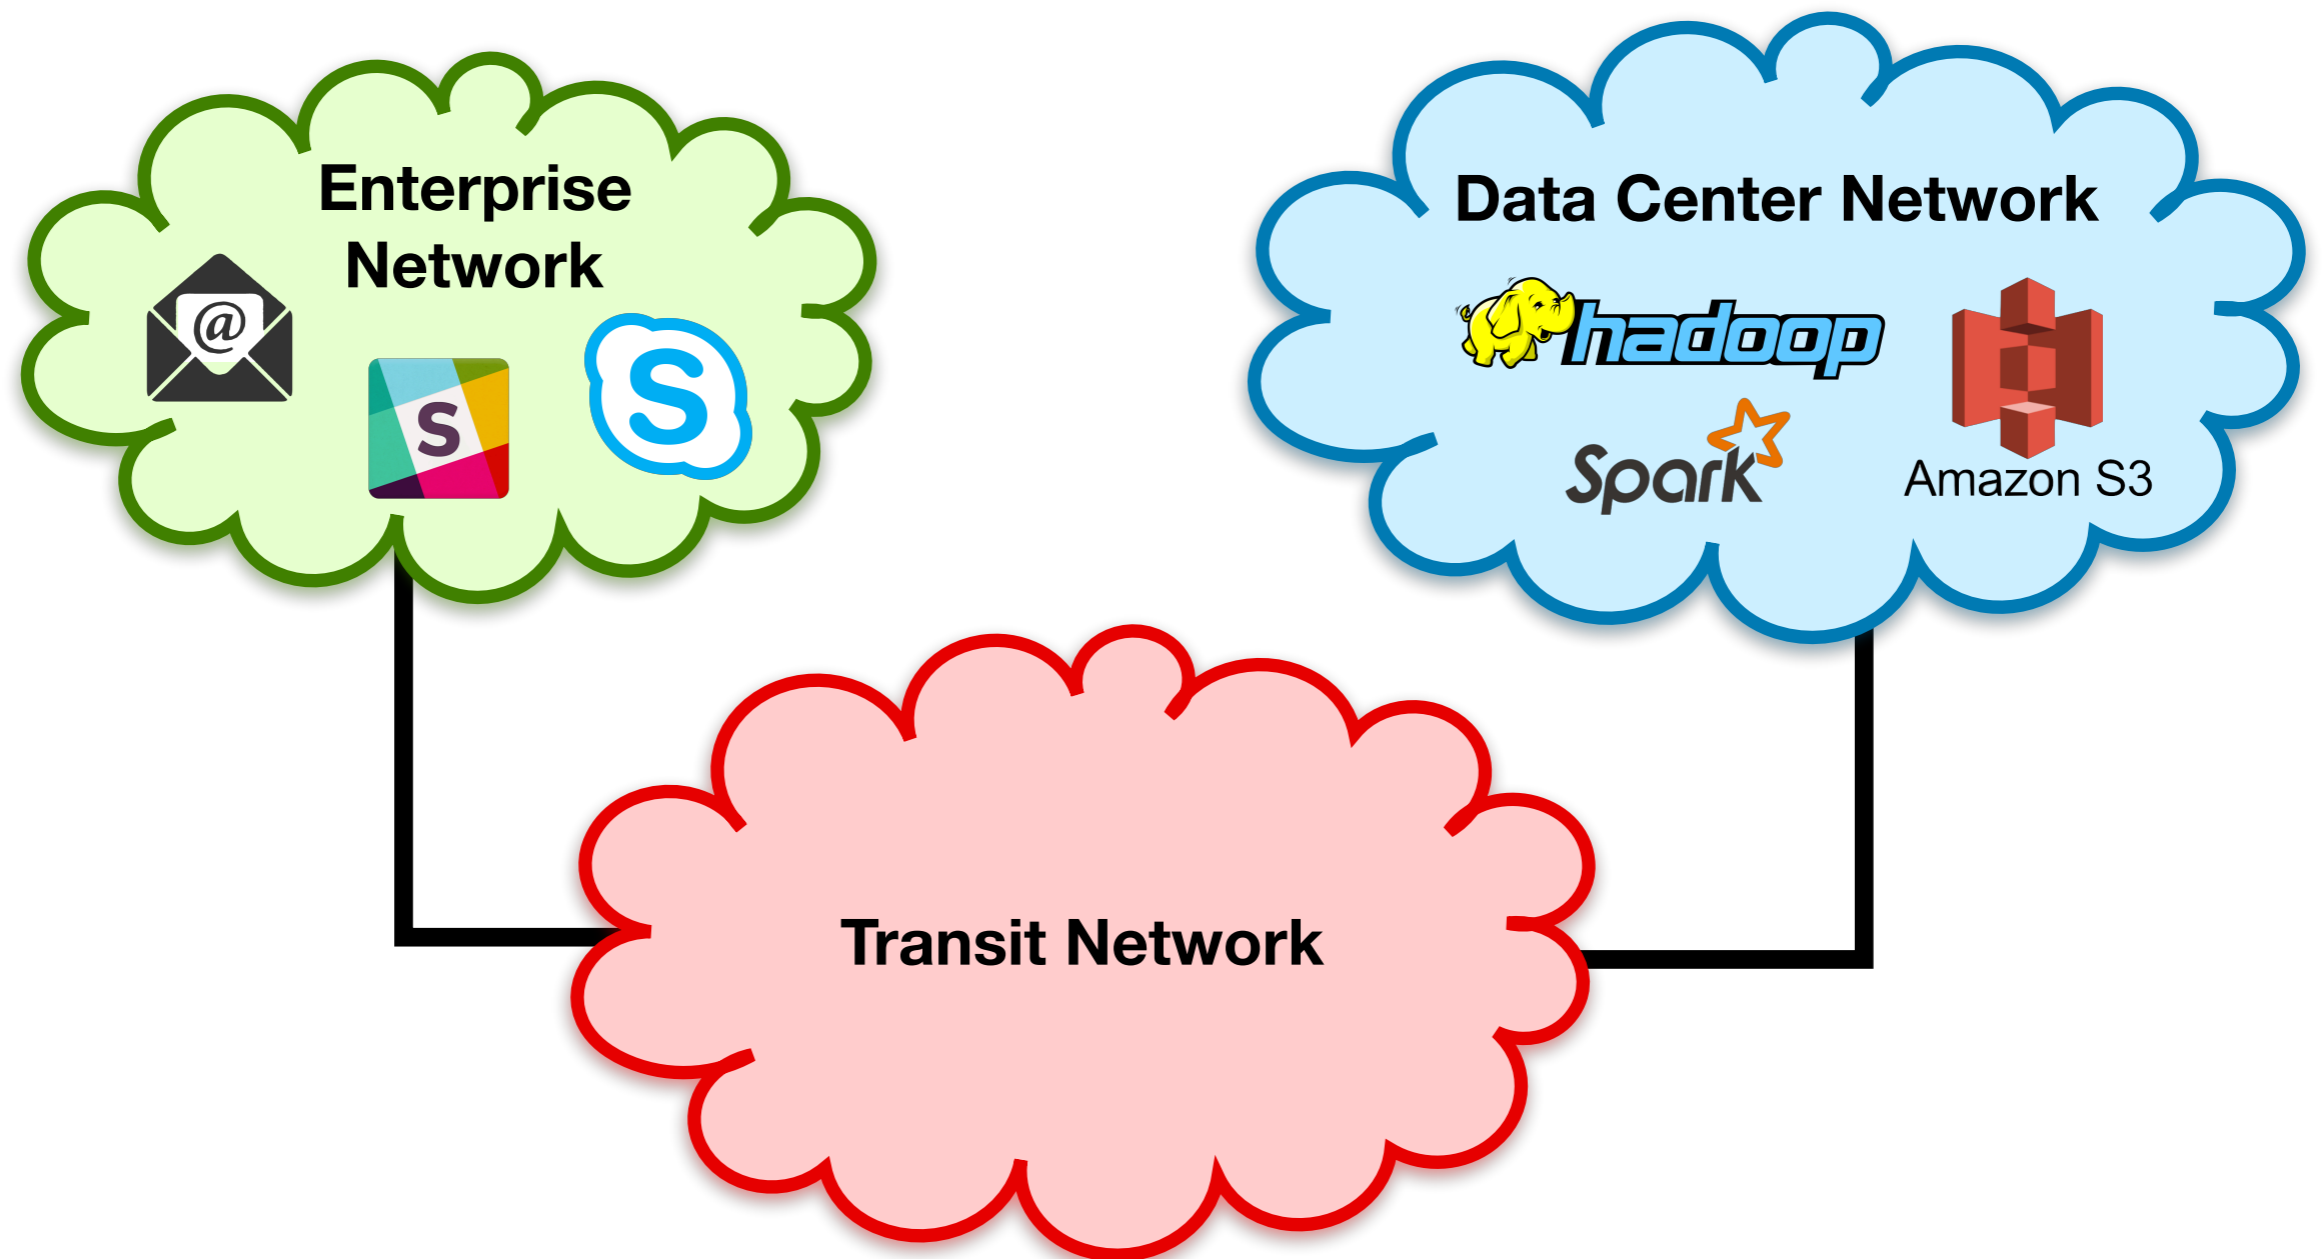 Enterprise
Network
@
S
S
Data Center Network
hadoop
Spark
Amazon S3
Transit Network